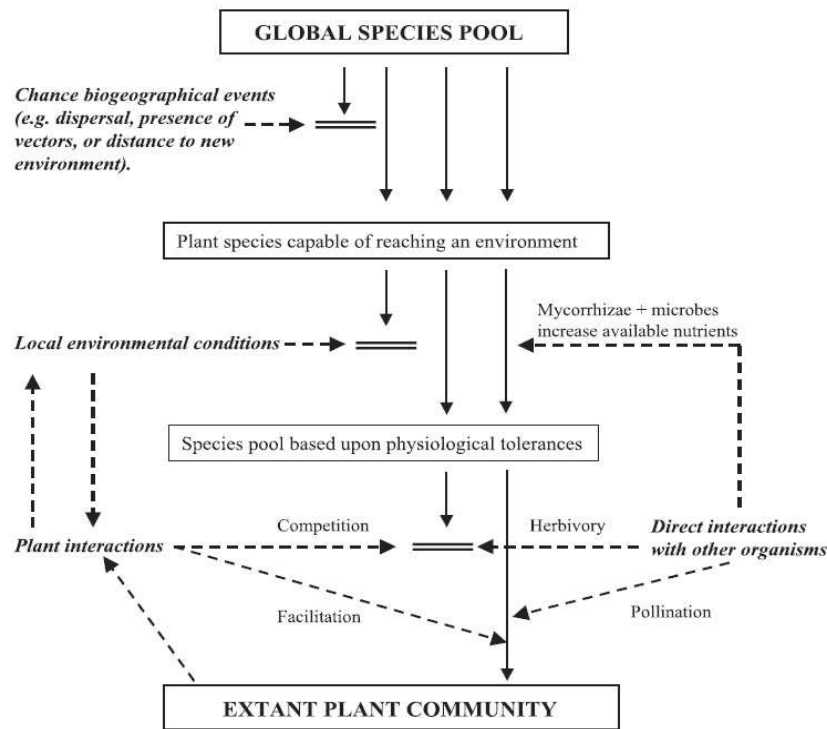 GLOBAL SPECIES POOL
Chance biogeographical events
(e.g. dispersal, presence of
vectors, or distance to new
environment).
Plant species capable of reaching an environment
Mycorrhizae + microbes
increase available nutrients
Local environmental conditions
Species pool based upon physiological tolerances
Competition
Herbivory
Plant interactions
Direct interactions
with other organisms
Facilitation
Pollination
EXTANT PLANT COMMUNITY